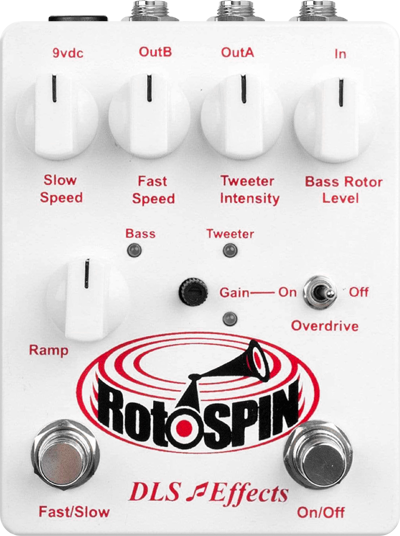 9vdc OutB OutA In
Slow Speed
Fast Speed
Tweeter Intensity
Bass Rotor Level
Bass Tweeter
Gain On Off
Overdrive
Ramp
RotoSPIN
Fast/Slow
DLS Effects
On/Off